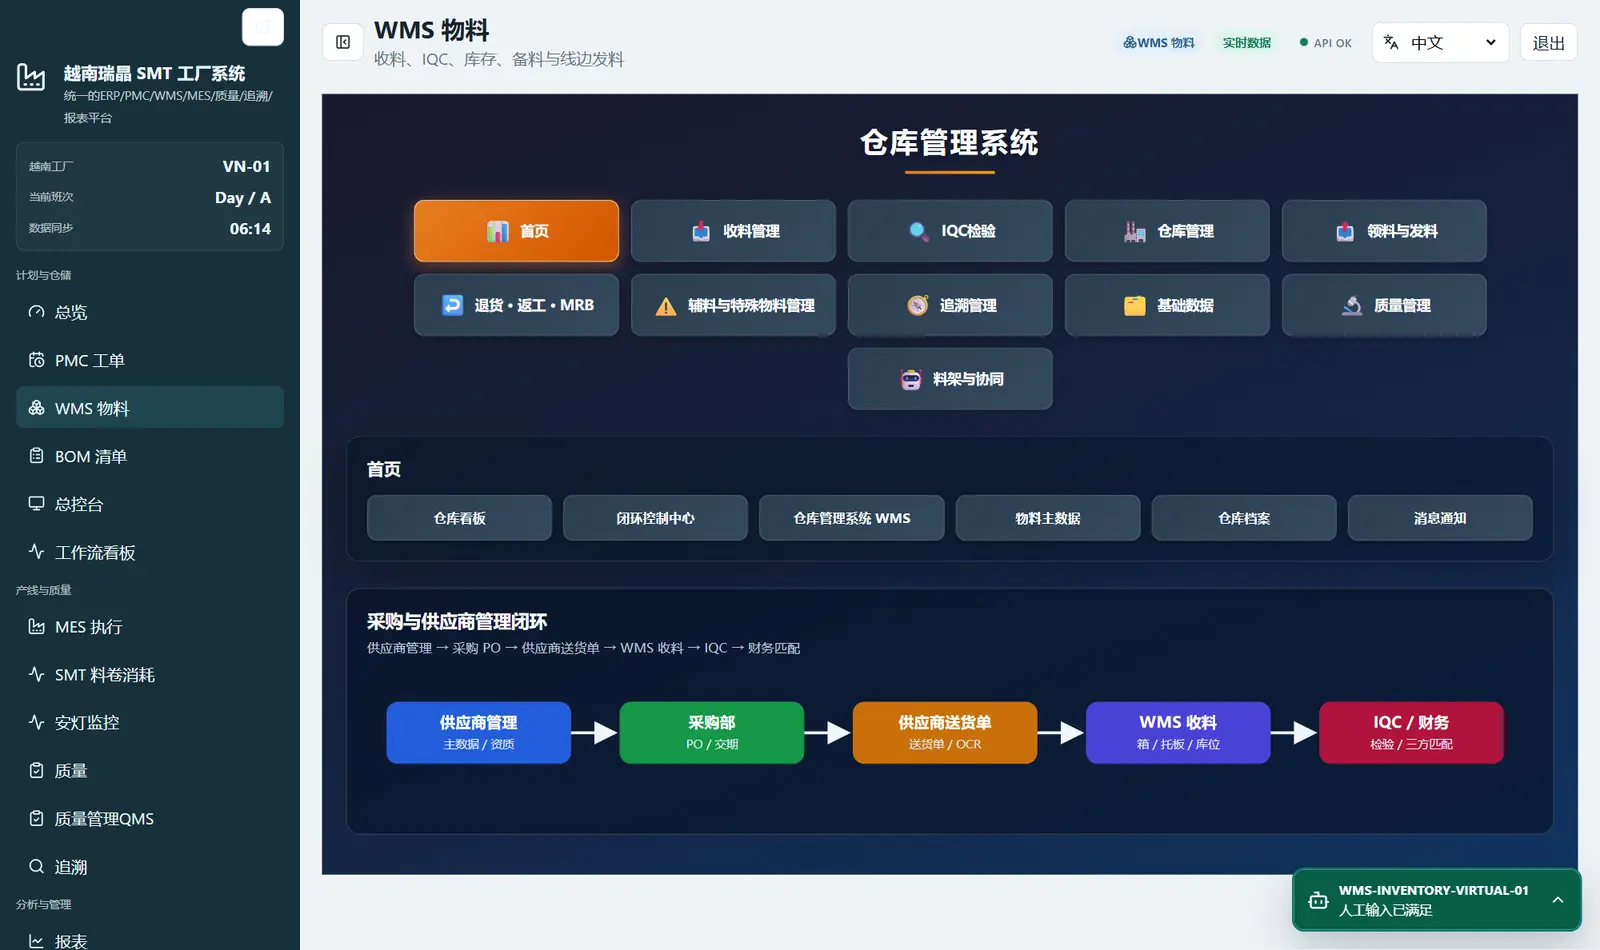 越南瑞晶 SMT 工厂系统
统一的ERP/PMC/WMS/MES/质量/追溯/
报表平台
越南工厂 VN-01
当前班次 Day / A
数据同步 06:14
计划与仓储
总览
PMC 工单
WMS 物料
BOM 清单
总控台
工作流看板
产线与质量
MES 执行
SMT 料卷消耗
安灯监控
质量
质量管理QMS
追溯
分析与管理
报表
WMS 物料
收料、IQC、库存、备料与线边发料
WMS 物料 实时数据 API OK 中文 退出
仓库管理系统
首页 收料管理 IQC检验 仓库管理 领料与发料
退货 • 返工 • MRB 辅料与特殊物料管理 追溯管理 基础数据 质量管理
料架与协同
首页
仓库看板 闭环控制中心 仓库管理系统 WMS 物料主数据 仓库档案 消息通知
采购与供应商管理闭环
供应商管理 → 采购 PO → 供应商送货单 → WMS 收料 → IQC → 财务匹配
供应商管理 采购部 供应商送货单 WMS 收料 IQC / 财务
主数据 / 资质 PO / 交期 送货单 / OCR 箱 / 托板 / 库位 检验 / 三方匹配
WMS-INVENTORY-VIRTUAL-01
人工输入已满足